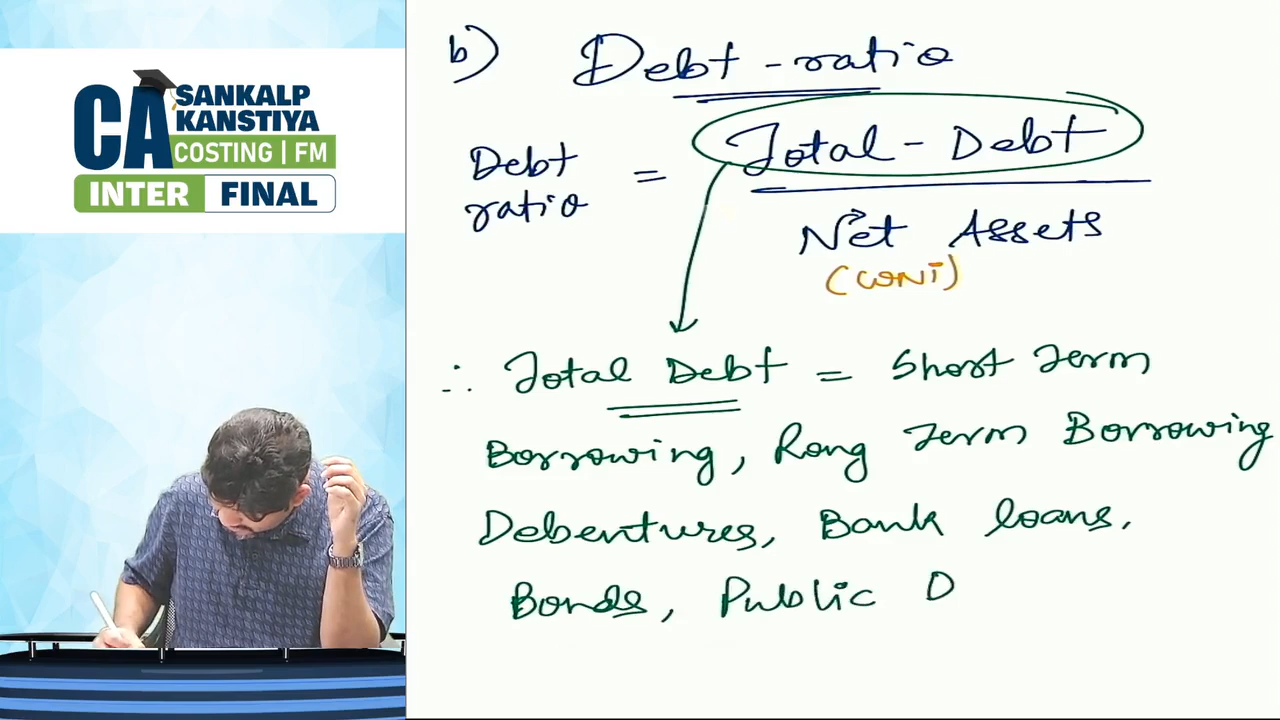 CA SANKALP KANSTIYA
COSTING | FM
INTER FINAL
b) Debt-ratio
Debt ratio = Total-Debt
Net Assets
∴ Total Debt = Short Term
Borrowing, Long Term Borrowing
Debentures, Bank loans,
Bonds, Public D